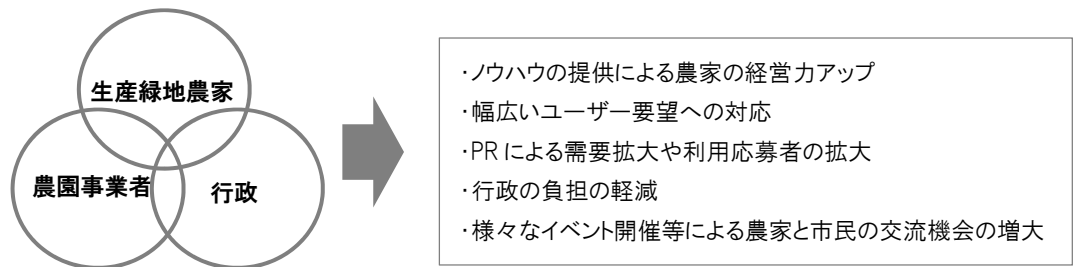 生産緑地農家
農園事業者
行政
・ノウハウの提供による農家の経営力アップ
・幅広いユーザー要望への対応
・PRによる需要拡大や利用応募者の拡大
・行政の負担の軽減
・様々なイベント開催等による農家と市民の交流機会の増大